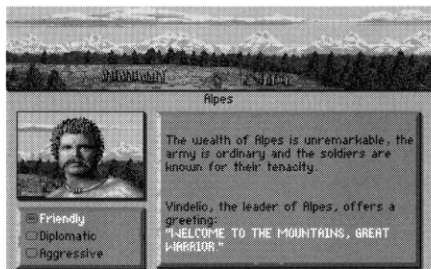 Alpes
The wealth of Alpes is unremarkable, the
army is ordinary and the soldiers are
known for their tenacity.
Vindelio, the leader of Alpes, offers a
greeting:
"WELCOME TO THE MOUNTAINS, GREAT
WARRIOR."
Friendly
Diplomatic
Aggressive